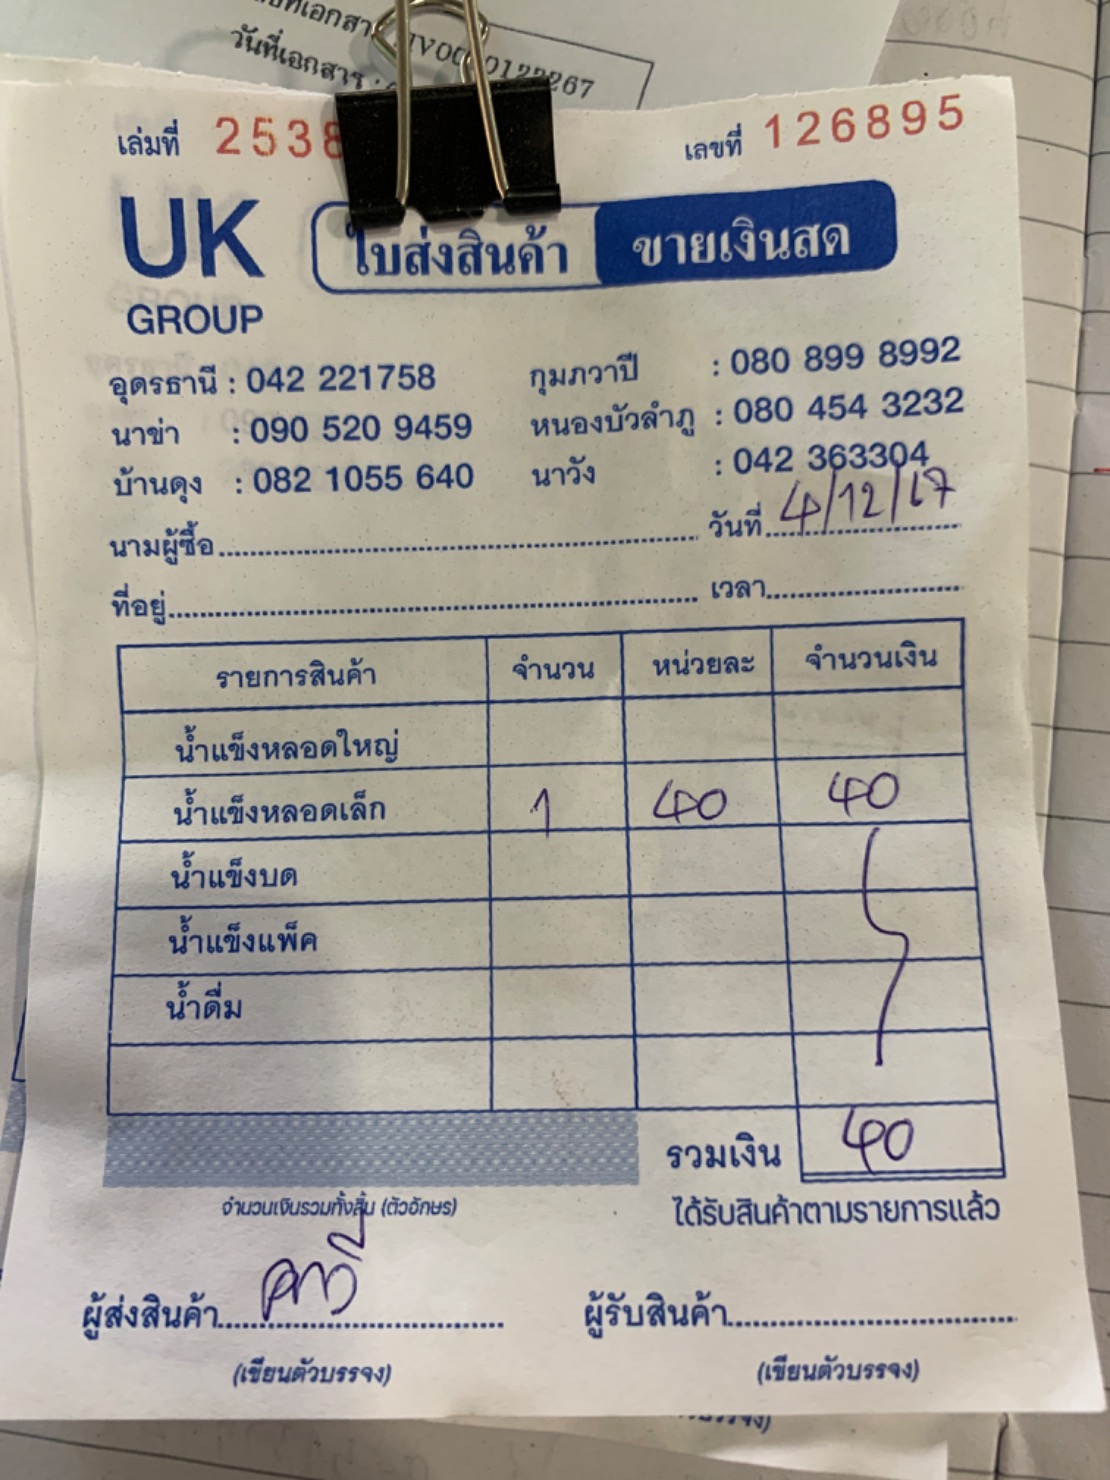 วันที่เอกสาร :
เล่มที่ 2538
เลขที่ 126895
UK
GROUP
ใบส่งสินค้า ขายเงินสด
อุดรธานี : 042 221758 กุมภวาปี : 080 899 8992
นาข่า : 090 520 9459 หนองบัวลำภู : 080 454 3232
บ้านดุง : 082 1055 640 นาวัง : 042 363304
นามผู้ซื้อ วันที่ 4/12/67
ที่อยู่ เวลา
รายการสินค้า จำนวน หน่วยละ จำนวนเงิน
น้ำแข็งหลอดใหญ่
น้ำแข็งหลอดเล็ก 1 40 40
น้ำแข็งบด
น้ำแข็งแพ็ค
น้ำดื่ม
รวมเงิน 40
จำนวนเงินรวมทั้งสิ้น (ตัวอักษร) ได้รับสินค้าตามรายการแล้ว
ผู้ส่งสินค้า ผู้รับสินค้า
(เขียนตัวบรรจง) (เขียนตัวบรรจง)